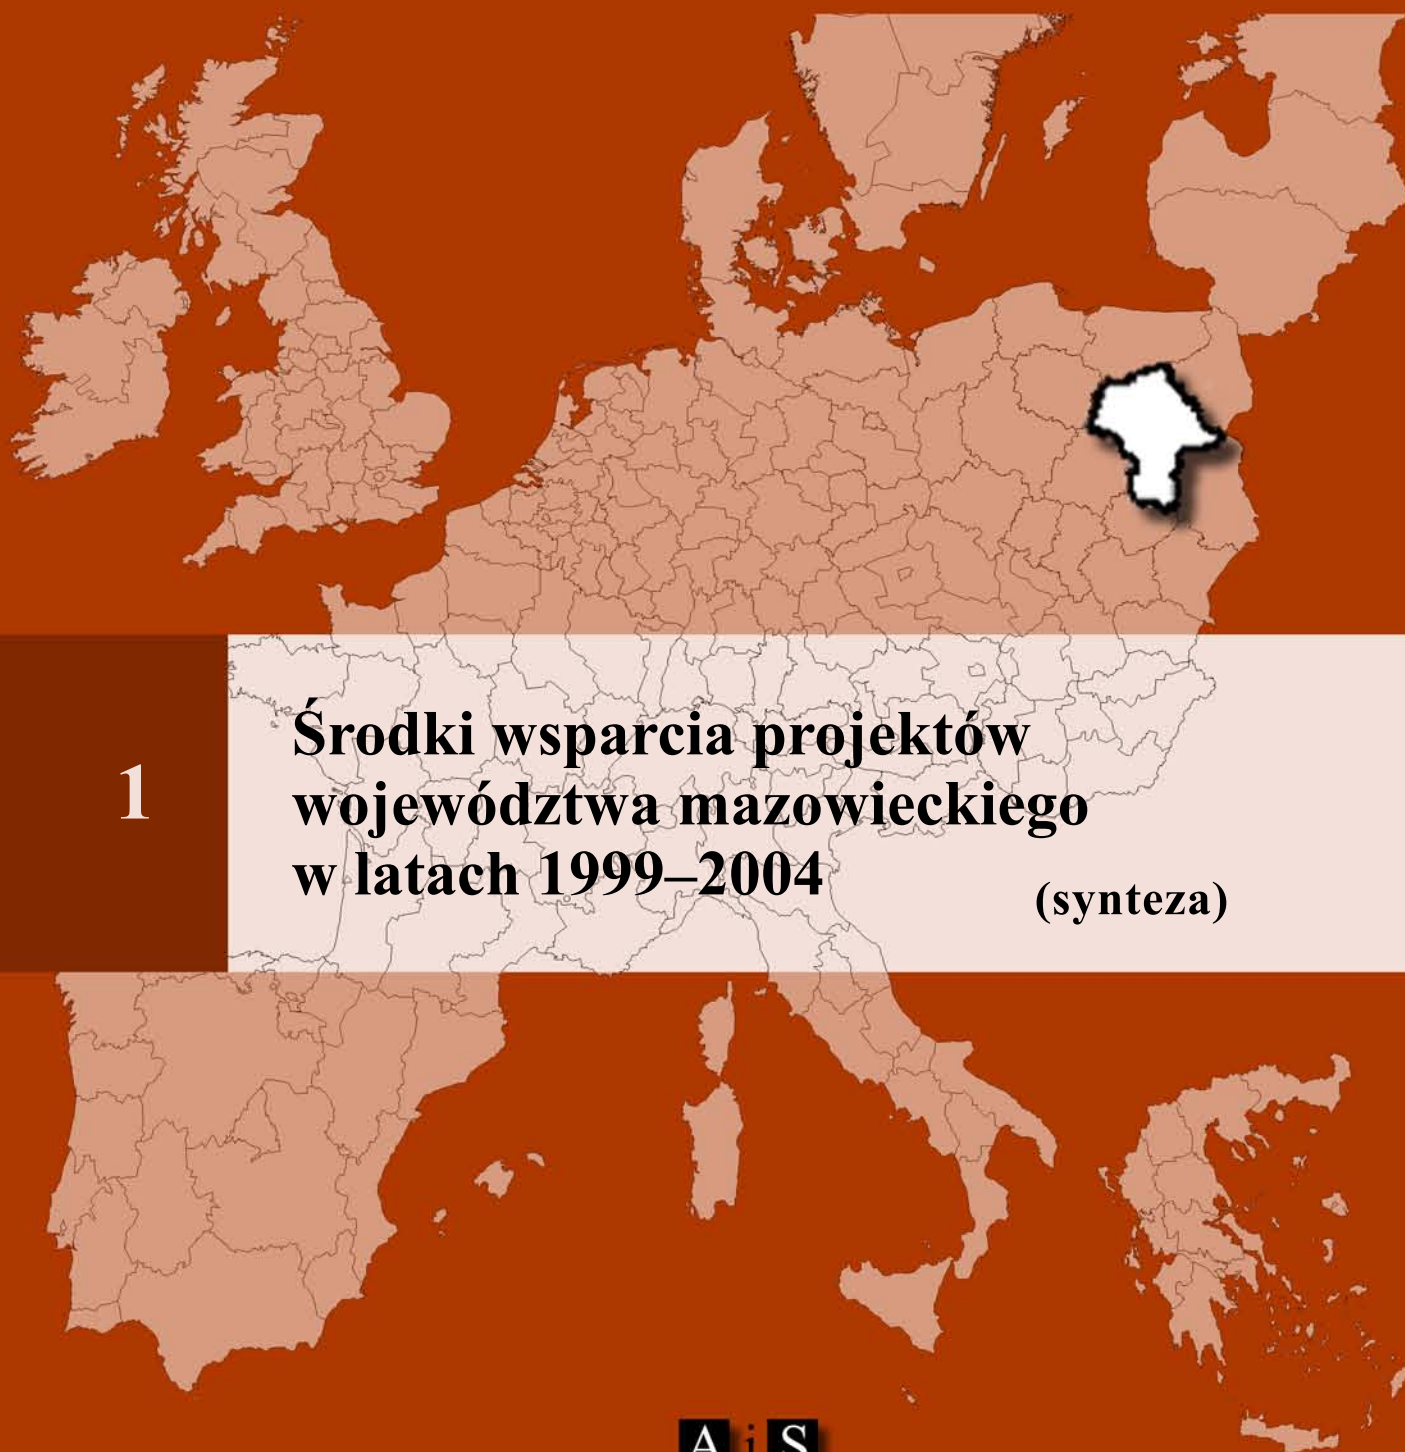 1
Środki wsparcia projektów
województwa mazowieckiego
w latach 1999–2004
(synteza)
A i S